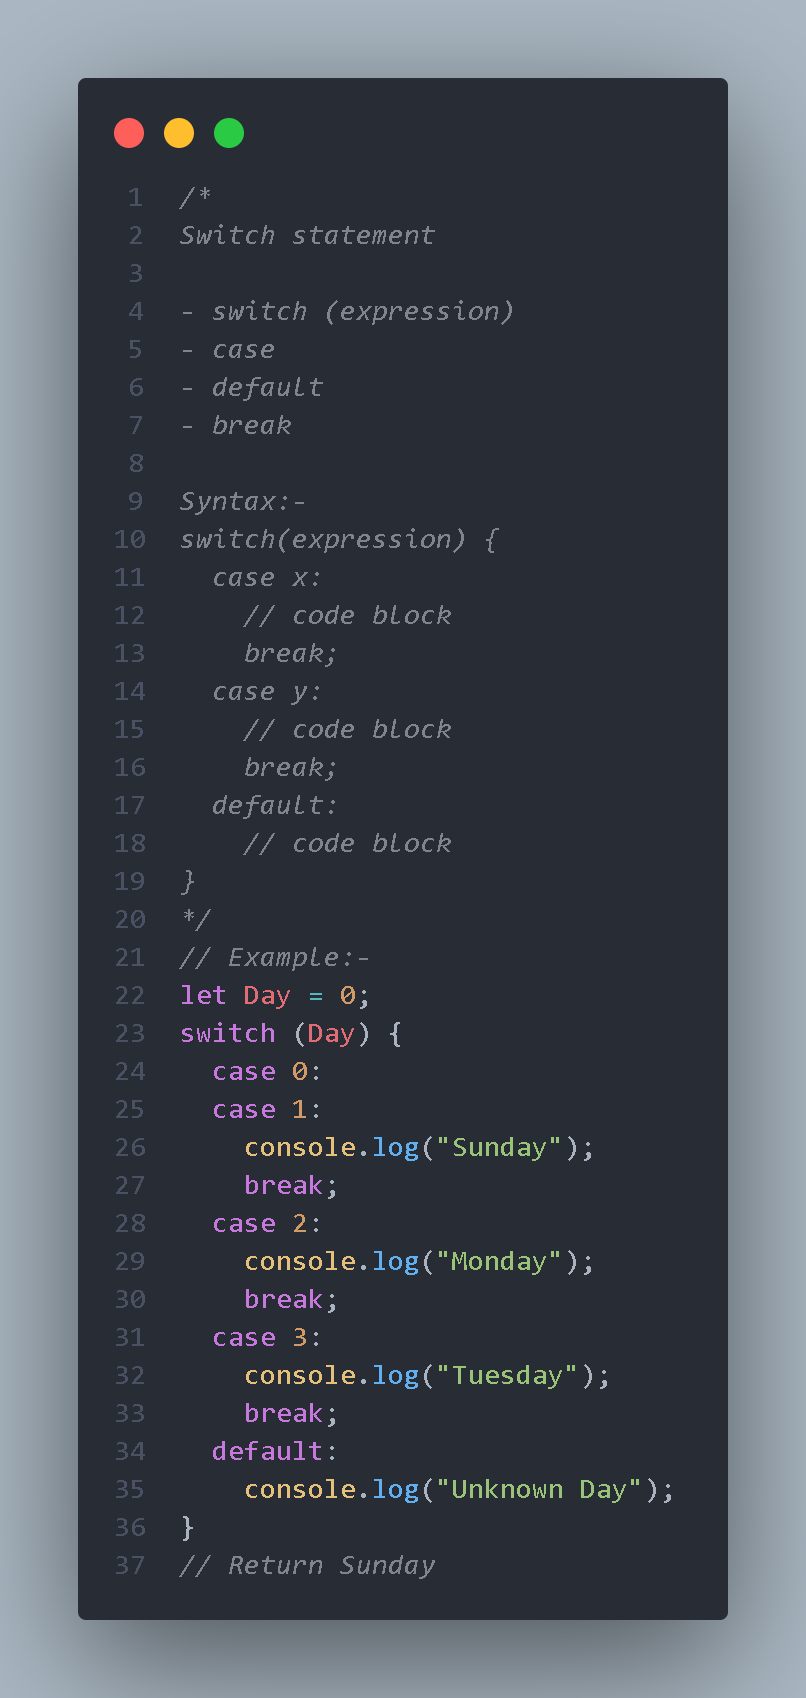 1 /*
2 Switch statement
3
4 - switch (expression)
5 - case
6 - default
7 - break
8
9 Syntax:-
10 switch(expression) {
11   case x:
12     // code block
13     break;
14   case y:
15     // code block
16     break;
17   default:
18     // code block
19 }
20 */
21 // Example:-
22 let Day = 0;
23 switch (Day) {
24   case 0:
25   case 1:
26     console.log("Sunday");
27     break;
28   case 2:
29     console.log("Monday");
30     break;
31   case 3:
32     console.log("Tuesday");
33     break;
34   default:
35     console.log("Unknown Day");
36 }
37 // Return Sunday